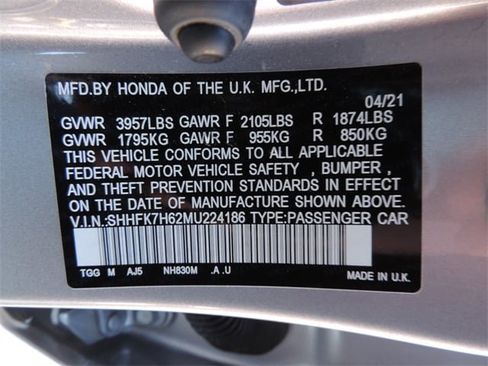 MFD.BY HONDA OF THE U.K. MFG.,LTD.
04/21
GVWR 3957LBS GAWR F 2105LBS R 1874LBS
GVWR 1795KG GAWR F 955KG R 850KG
THIS VEHICLE CONFORMS TO ALL APPLICABLE
FEDERAL MOTOR VEHICLE SAFETY , BUMPER ,
AND THEFT PREVENTION STANDARDS IN EFFECT
ON THE DATE OF MANUFACTURE SHOWN ABOVE.
V.I.N:SHHFK7H62MU224186 TYPE:PASSENGER CAR
TGG M AJ5 NH830M .A .U MADE IN U.K.